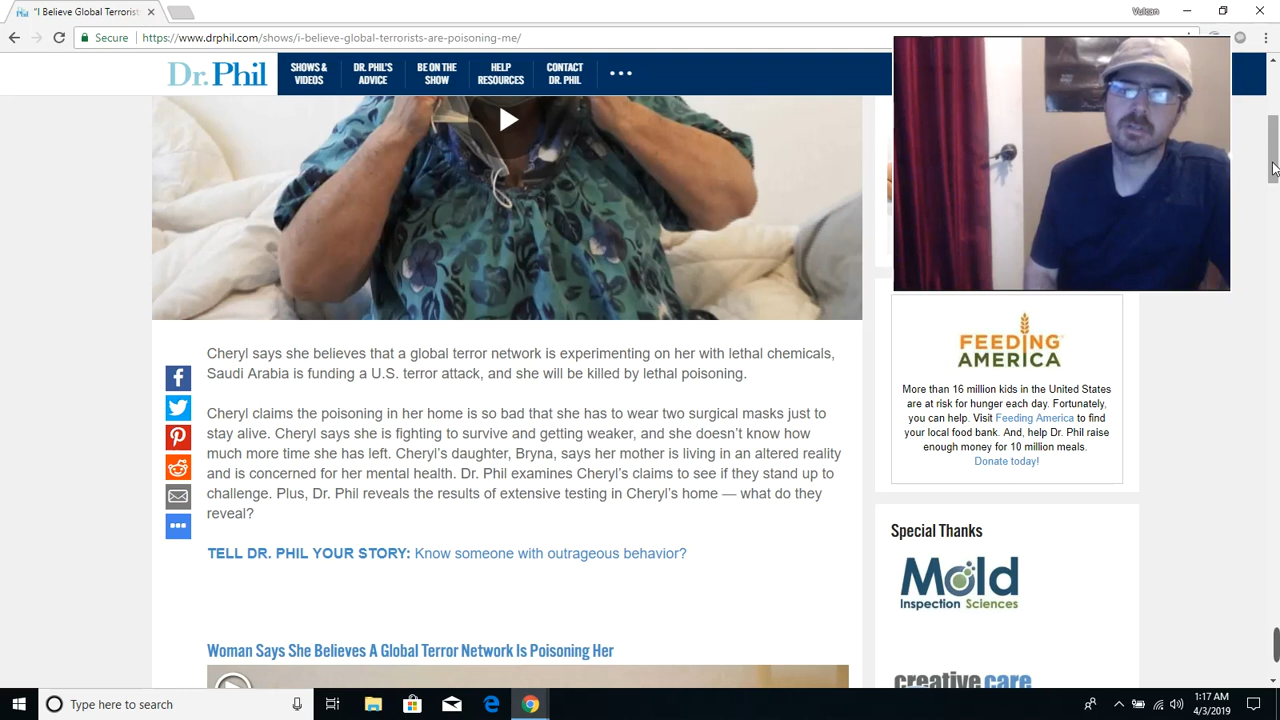 "I Believe Global Terrorist
Vulcan
Secure
https://www.drphil.com/shows/i-believe-global-terrorists-are-poisoning-me/
Dr. Phil
SHOWS &
VIDEOS
DR. PHIL'S
ADVICE
BE ON THE
SHOW
HELP
RESOURCES
CONTACT
DR. PHIL
Cheryl says she believes that a global terror network is experimenting on her with lethal chemicals,
Saudi Arabia is funding a U.S. terror attack, and she will be killed by lethal poisoning.
Cheryl claims the poisoning in her home is so bad that she has to wear two surgical masks just to
stay alive. Cheryl says she is fighting to survive and getting weaker, and she doesn't know how
much more time she has left. Cheryl's daughter, Bryna, says her mother is living in an altered reality
and is concerned for her mental health. Dr. Phil examines Cheryl's claims to see if they stand up to
challenge. Plus, Dr. Phil reveals the results of extensive testing in Cheryl's home — what do they
reveal?
TELL DR. PHIL YOUR STORY: Know someone with outrageous behavior?
Woman Says She Believes A Global Terror Network Is Poisoning Her
FEEDING
AMERICA
More than 16 million kids in the United States
are at risk for hunger each day. Fortunately,
you can help. Visit Feeding America to find
your local food bank. And, help Dr. Phil raise
enough money for 10 million meals.
Donate today!
Special Thanks
Mold
Inspection Sciences
creative care
Type here to search
1:17 AM
4/3/2019